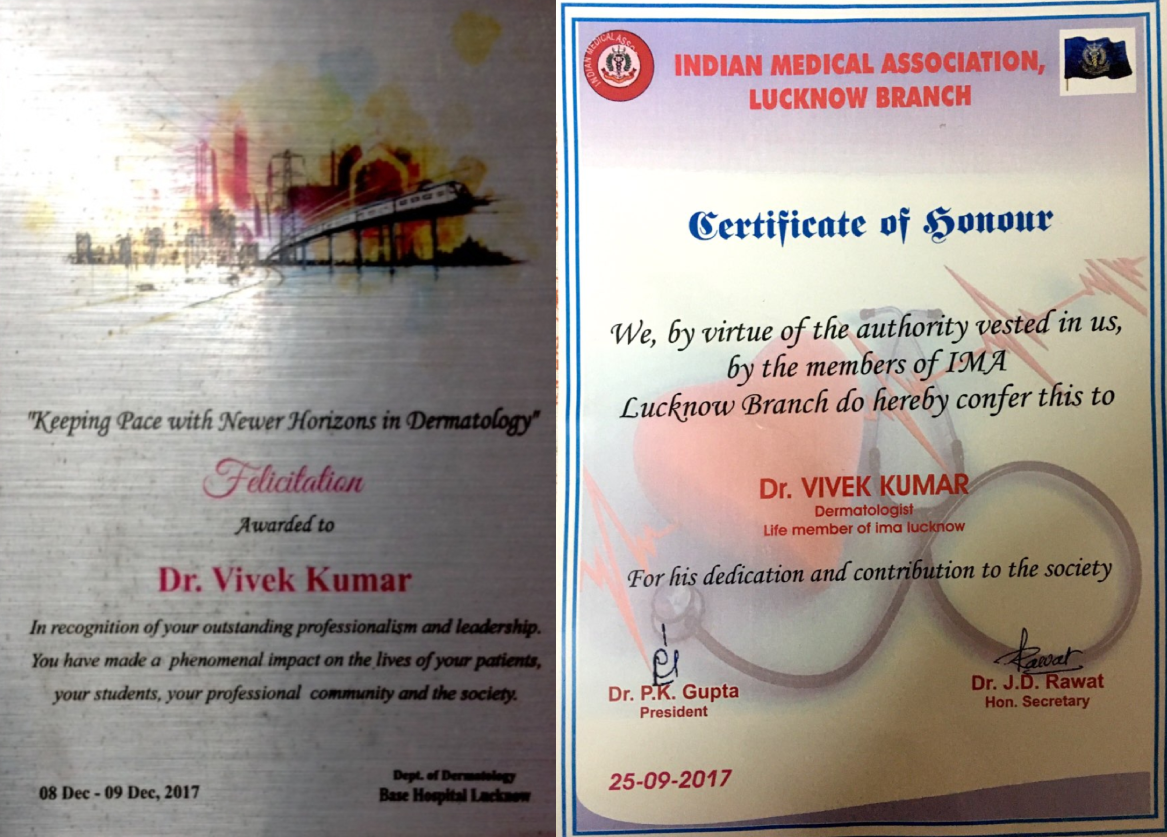 "Keeping Pace with Newer Horizons in Dermatology"
Felicitation
Awarded to
Dr. Vivek Kumar
In recognition of your outstanding professionalism and leadership.
You have made a phenomenal impact on the lives of your patients,
your students, your professional community and the society.
08 Dec - 09 Dec, 2017
Dept. of Dermatology
Base Hospital Lucknow
INDIAN MEDICAL ASSO
INDIAN MEDICAL ASSOCIATION,
LUCKNOW BRANCH
Certificate of Honour
We, by virtue of the authority vested in us,
by the members of IMA
Lucknow Branch do hereby confer this to
Dr. VIVEK KUMAR
Dermatologist
Life member of ima lucknow
For his dedication and contribution to the society
Rawat
Dr. P.K. Gupta
President
Dr. J.D. Rawat
Hon. Secretary
25-09-2017